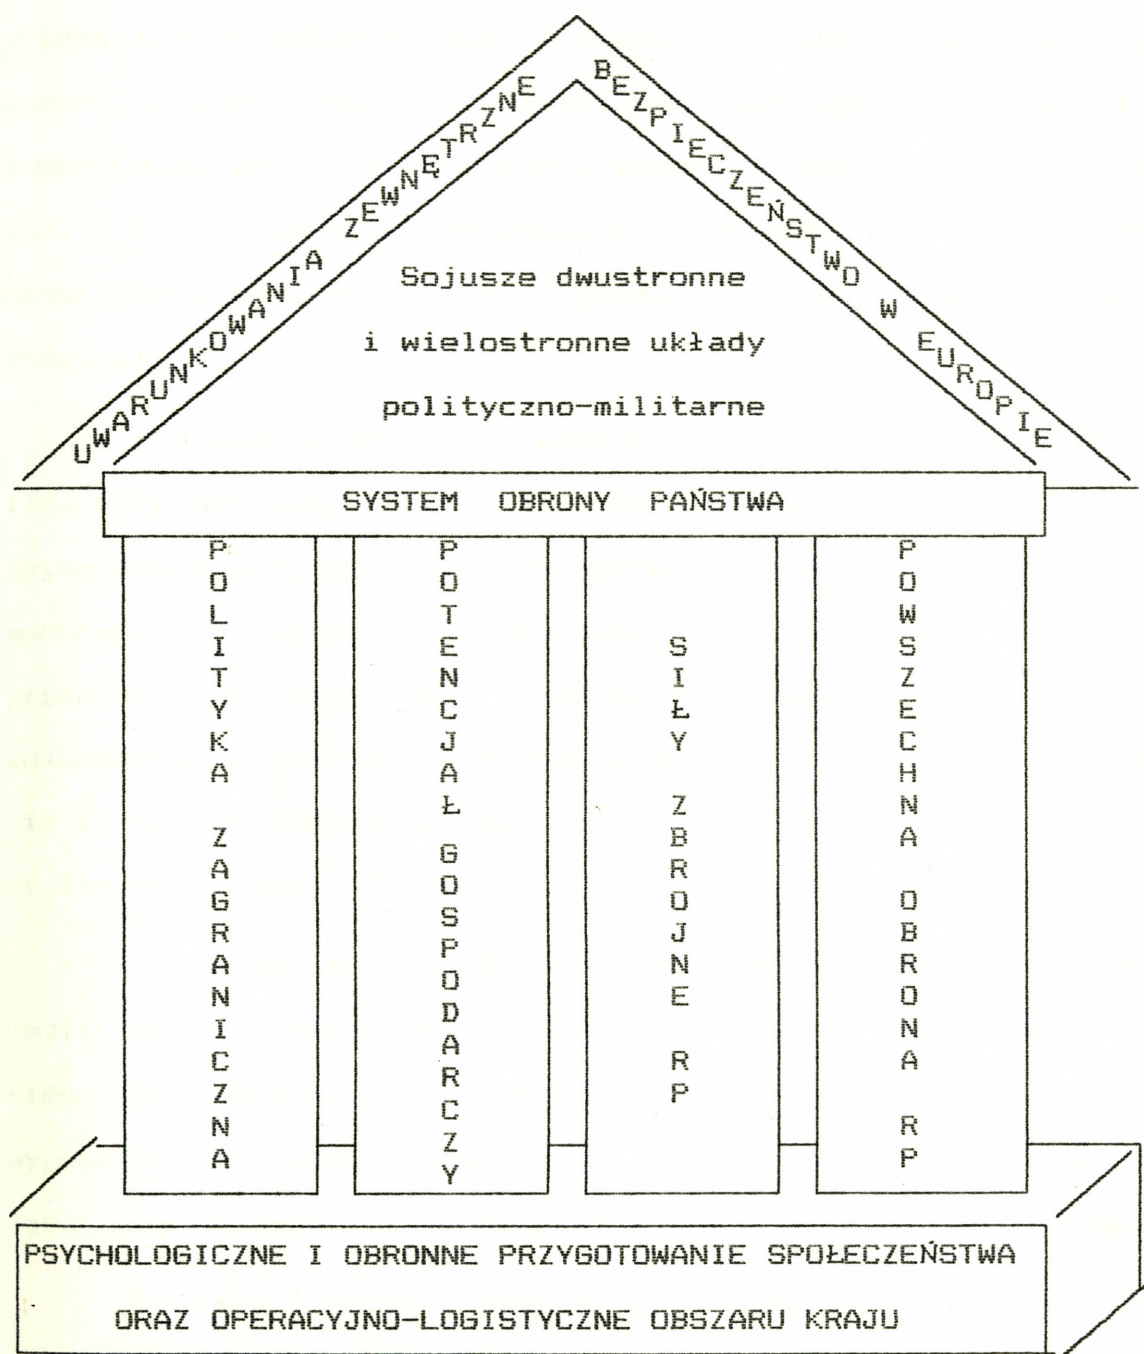 UWARUNKOWANIA ZEWNĘTRZNE
BEZPIECZEŃSTWO W EUROPIE
Sojusze dwustronne
i wielostronne układy
polityczno-militarne
SYSTEM OBRONY PAŃSTWA
POLITYKA ZAGRANICZNA
POTENCJAŁ GOSPODARCZY
SIŁY ZBROJNE RP
POWSZECHNA OBRONA RP
PSYCHOLOGICZNE I OBRONNE PRZYGOTOWANIE SPOŁECZEŃSTWA
ORAZ OPERACYJNO-LOGISTYCZNE OBSZARU KRAJU